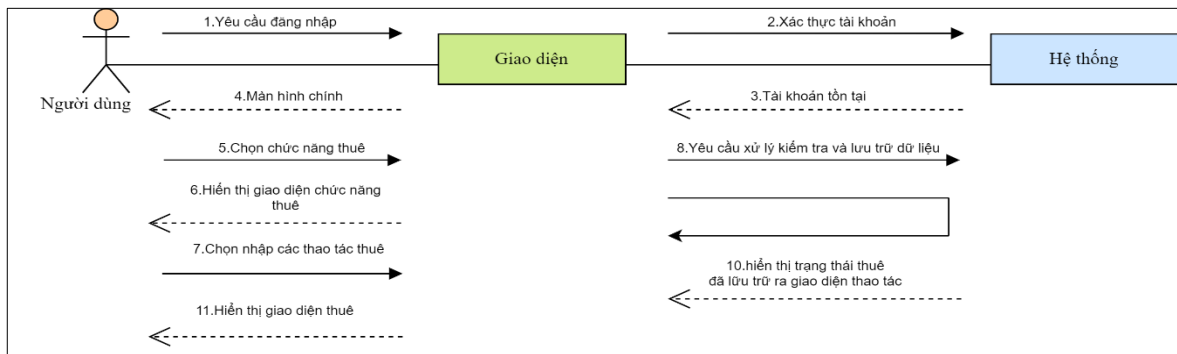 1.Yêu cầu đăng nhập
2.Xác thực tài khoản
Giao diện
Hệ thống
Người dùng
4.Màn hình chính
3.Tài khoản tồn tại
5.Chọn chức năng thuê
8.Yêu cầu xử lý kiểm tra và lưu trữ dữ liệu
6.Hiển thị giao diện chức năng
thuê
7.Chọn nhập các thao tác thuê
10.hiển thị trạng thái thuê
đã lữu trữ ra giao diện thao tác
11.Hiển thị giao diện thuê